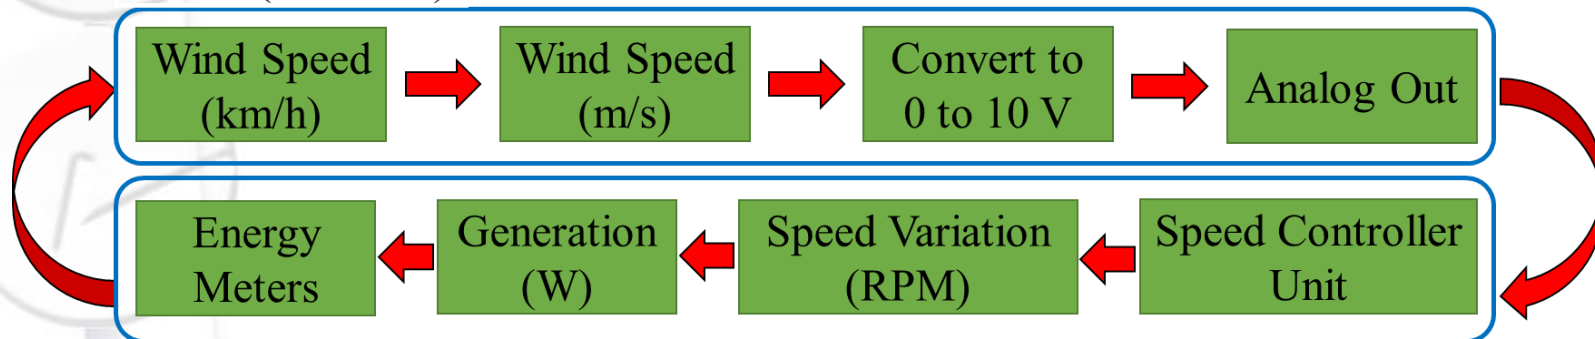 Wind Speed
(km/h)
Wind Speed
(m/s)
Convert to
0 to 10 V
Analog Out
Speed Controller
Unit
Speed Variation
(RPM)
Generation
(W)
Energy
Meters